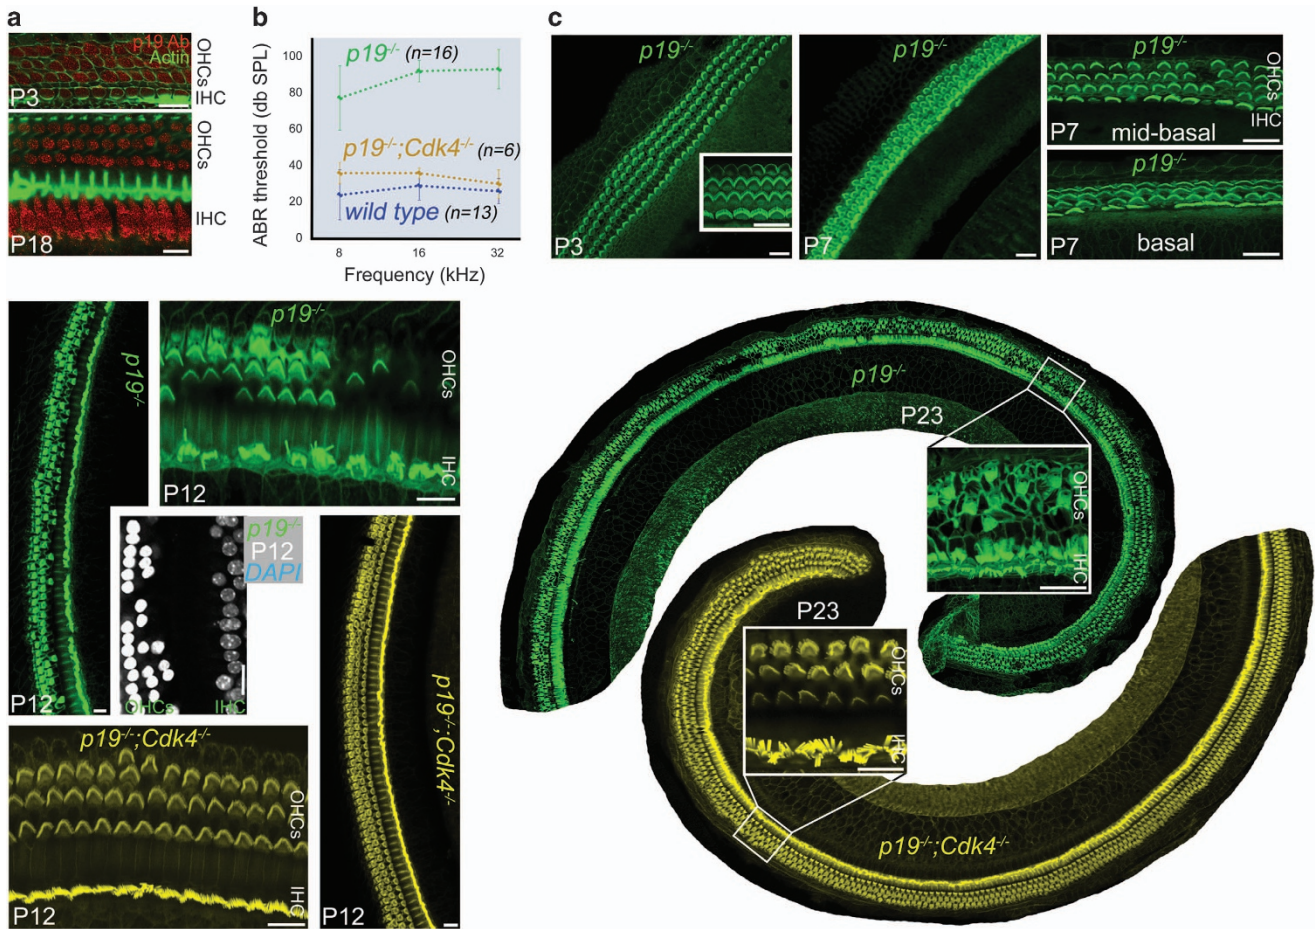 a
p19 Ab
Actin
OHCs
IHC
P3
OHCs
IHC
P18
b
ABR threshold (db SPL)
100
80
60
40
20
0
p19-/- (n=16)
p19-/-;Cdk4-/- (n=6)
wild type (n=13)
8
16
32
Frequency (kHz)
c
p19-/-
P3
p19-/-
P7
p19-/-
OHCs
IHC
P7
mid-basal
p19-/-
P7
basal
p19-/-
P12
p19-/-
OHCs
IHC
P12
p19-/-
P12
DAPI
OHCs
IHC
p19-/-;Cdk4-/-
OHCs
IHC
P12
p19-/-;Cdk4-/-
P12
p19-/-
P23
OHCs
IHC
P23
OHCs
IHC
p19-/-;Cdk4-/-